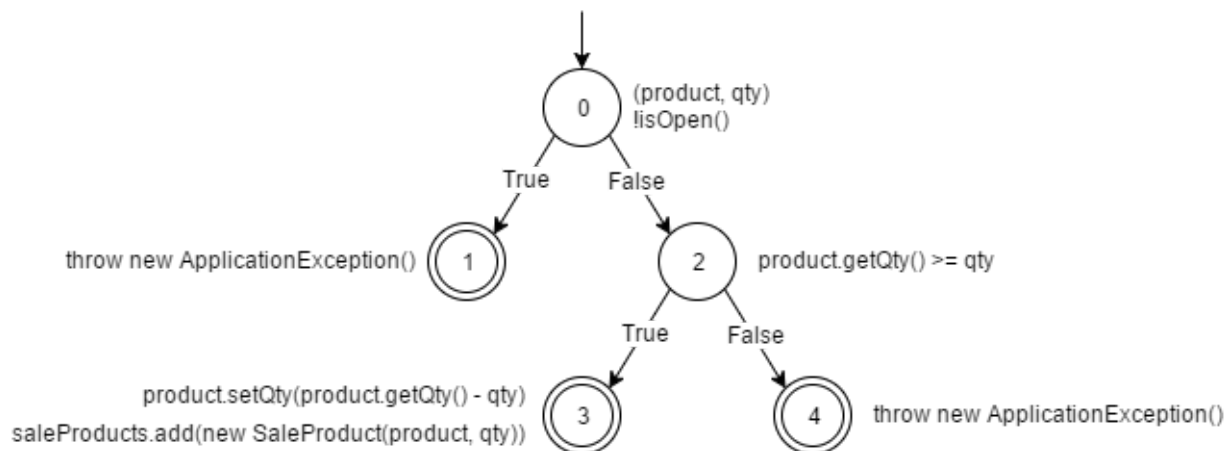 0
(product, qty)
!isOpen()
True
False
throw new ApplicationException()
1
2
product.getQty() >= qty
True
False
product.setQty(product.getQty() - qty)
saleProducts.add(new SaleProduct(product, qty))
3
4
throw new ApplicationException()